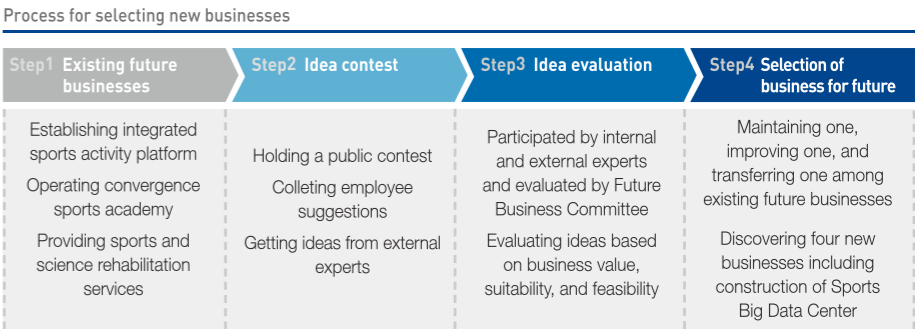 Process for selecting new businesses
Step1 Existing future
businesses
Step2 Idea contest
Step3 Idea evaluation
Step4 Selection of
business for future
Establishing integrated
sports activity platform
Operating convergence
sports academy
Providing sports and
science rehabilitation
services
Holding a public contest
Colleting employee
suggestions
Getting ideas from external
experts
Participated by internal
and external experts
and evaluated by Future
Business Committee
Evaluating ideas based
on business value,
suitability, and feasibility
Maintaining one,
improving one, and
transferring one among
existing future businesses
Discovering four new
businesses including
construction of Sports
Big Data Center